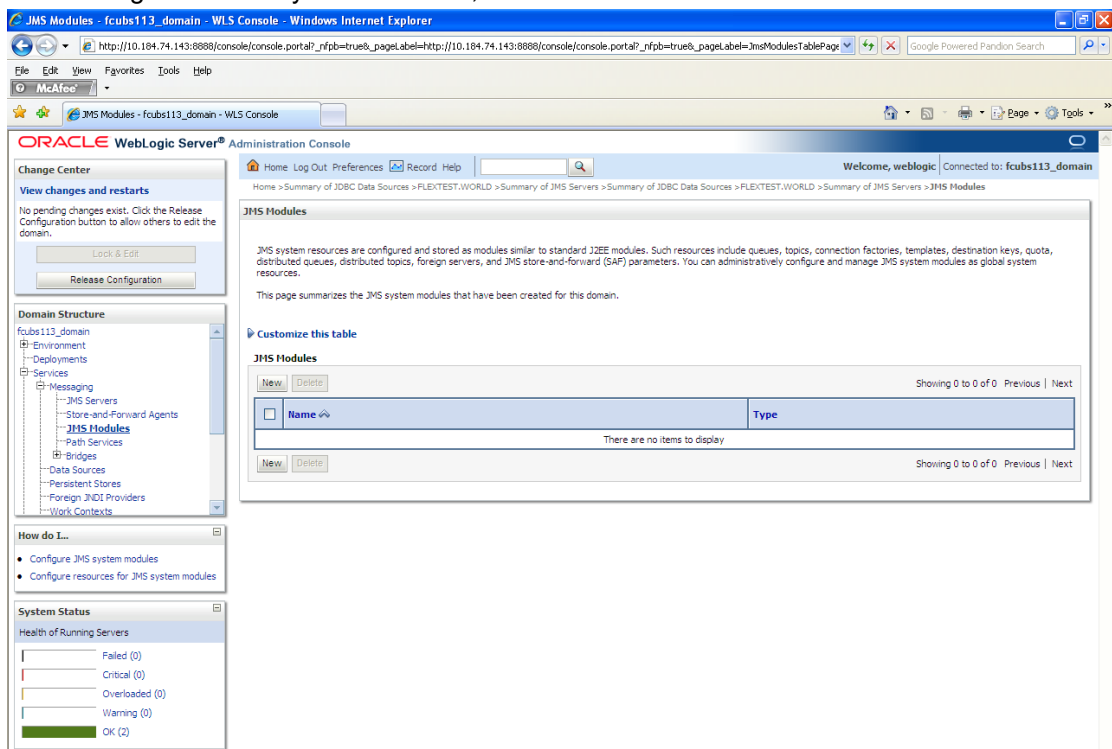 JMS Modules - fcubs113_domain - WLS Console - Windows Internet Explorer
http://10.184.74.143:8888/console/console.portal?_nfpb=true&_pageLabel=http://10.184.74.143:8888/console/console.portal?_nfpb=true&_pageLabel=JmsModulesTablePage
Google Powered Pandion Search
File Edit View Favorites Tools Help
McAfee
JMS Modules - fcubs113_domain - WLS Console
Page Tools »
ORACLE WebLogic Server® Administration Console
Change Center
View changes and restarts
No pending changes exist. Click the Release
Configuration button to allow others to edit the
domain.
Lock & Edit
Release Configuration
Domain Structure
fcubs113_domain
Environment
Deployments
Services
Messaging
JMS Servers
Store-and-Forward Agents
JMS Modules
Path Services
Bridges
Data Sources
Persistent Stores
Foreign JNDI Providers
Work Contexts
How do I...
Configure JMS system modules
Configure resources for JMS system modules
System Status
Health of Running Servers
Failed (0)
Critical (0)
Overloaded (0)
Warning (0)
OK (2)
Home Log Out Preferences Record Help
Welcome, weblogic Connected to: fcubs113_domain
Home >Summary of JDBC Data Sources >FLEXTEST.WORLD >Summary of JMS Servers >Summary of JDBC Data Sources >FLEXTEST.WORLD >Summary of JMS Servers >JMS Modules
JMS Modules
JMS system resources are configured and stored as modules similar to standard J2EE modules. Such resources include queues, topics, connection factories, templates, destination keys, quota,
distributed queues, distributed topics, foreign servers, and JMS store-and-forward (SAF) parameters. You can administratively configure and manage JMS system modules as global system
resources.
This page summarizes the JMS system modules that have been created for this domain.
Customize this table
JMS Modules
New Delete Showing 0 to 0 of 0 Previous | Next
Name Type
There are no items to display
New Delete Showing 0 to 0 of 0 Previous | Next